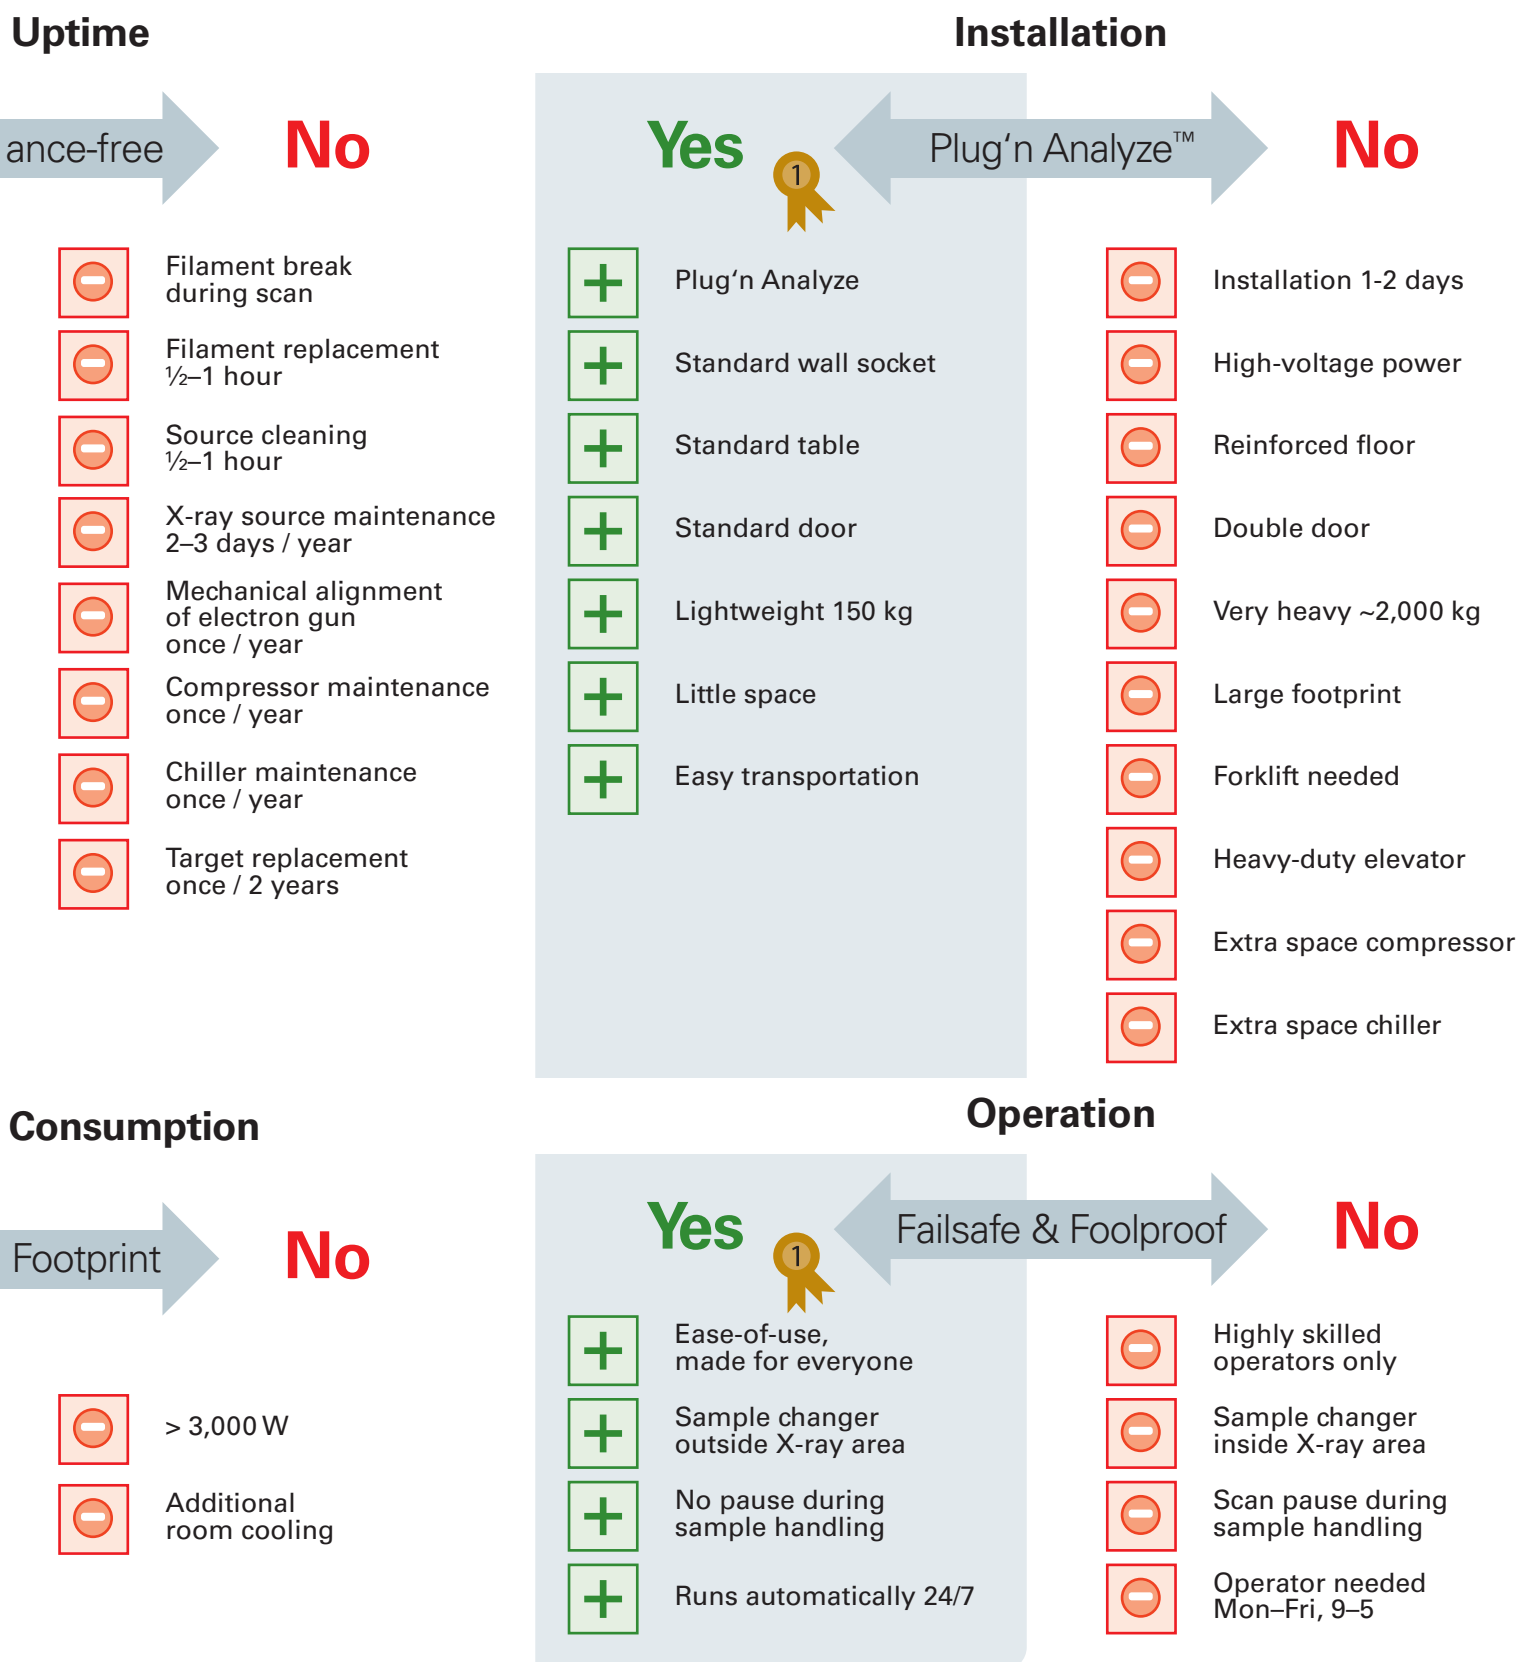 Uptime
ance-free
No
Filament break
during scan
Filament replacement
½–1 hour
Source cleaning
½–1 hour
X-ray source maintenance
2–3 days / year
Mechanical alignment
of electron gun
once / year
Compressor maintenance
once / year
Chiller maintenance
once / year
Target replacement
once / 2 years
Installation
Yes
1
Plug‘n Analyze™
No
Plug‘n Analyze
Standard wall socket
Standard table
Standard door
Lightweight 150 kg
Little space
Easy transportation
Installation 1-2 days
High-voltage power
Reinforced floor
Double door
Very heavy ~2,000 kg
Large footprint
Forklift needed
Heavy-duty elevator
Extra space compressor
Extra space chiller
Consumption
Footprint
No
> 3,000 W
Additional
room cooling
Operation
Yes
1
Failsafe & Foolproof
No
Ease-of-use,
made for everyone
Sample changer
outside X-ray area
No pause during
sample handling
Runs automatically 24/7
Highly skilled
operators only
Sample changer
inside X-ray area
Scan pause during
sample handling
Operator needed
Mon–Fri, 9–5